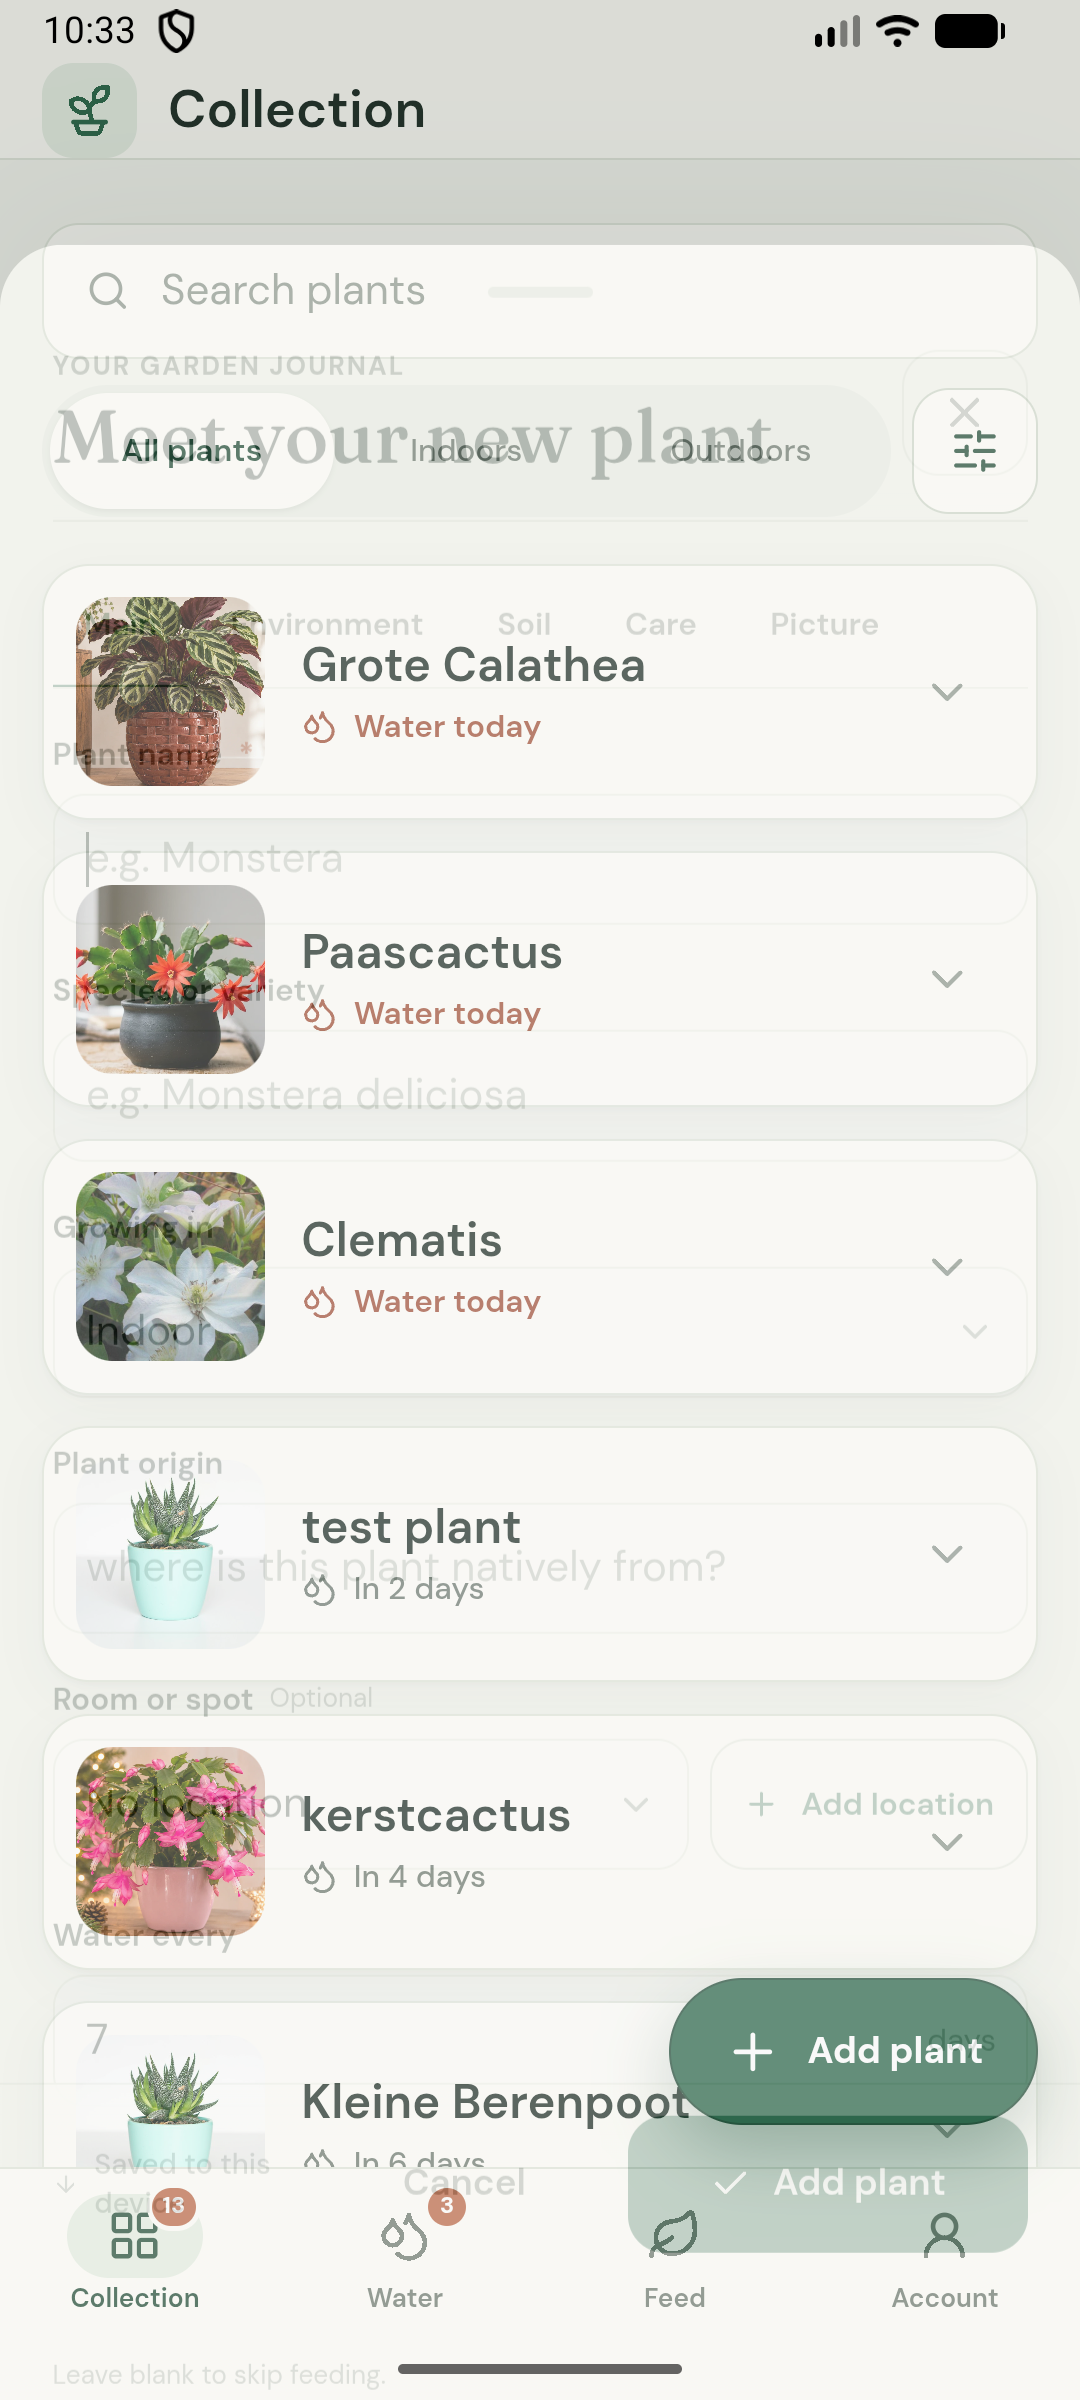 10:33
Collection
Search plants
YOUR GARDEN JOURNAL
Meet your new plant
All plants Indoors Outdoors
Main Environment Soil Care Picture
Grote Calathea
Water today
Plant name *
e.g. Monstera
Paascactus
Species or variety
Water today
e.g. Monstera deliciosa
Growing in
Clematis
Water today
Indoor
Plant origin
test plant
where is this plant natively from?
In 2 days
Room or spot Optional
No location
kerstcactus
Add location
In 4 days
Water every
7
days
Add plant
Kleine Berenpoot
In 6 days
Saved to this
device
Cancel
Add plant
13
3
Collection Water Feed Account
Leave blank to skip feeding.